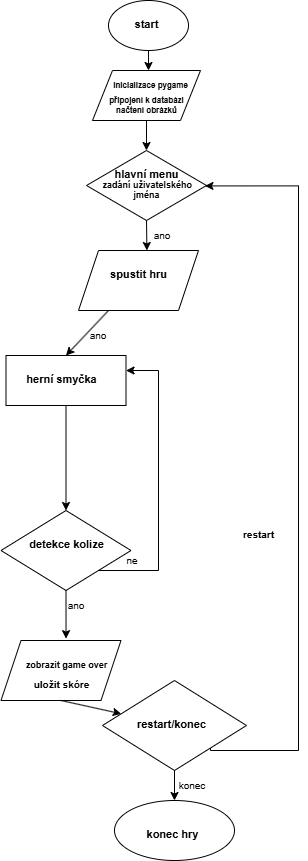 start
inicializace pygame
připojení k databázi
načtení obrázků
hlavní menu
zadání uživatelského
jména
ano
spustit hru
ano
herní smyčka
detekce kolize
ne
restart
ano
zobrazit game over
uložit skóre
restart/konec
konec
konec hry